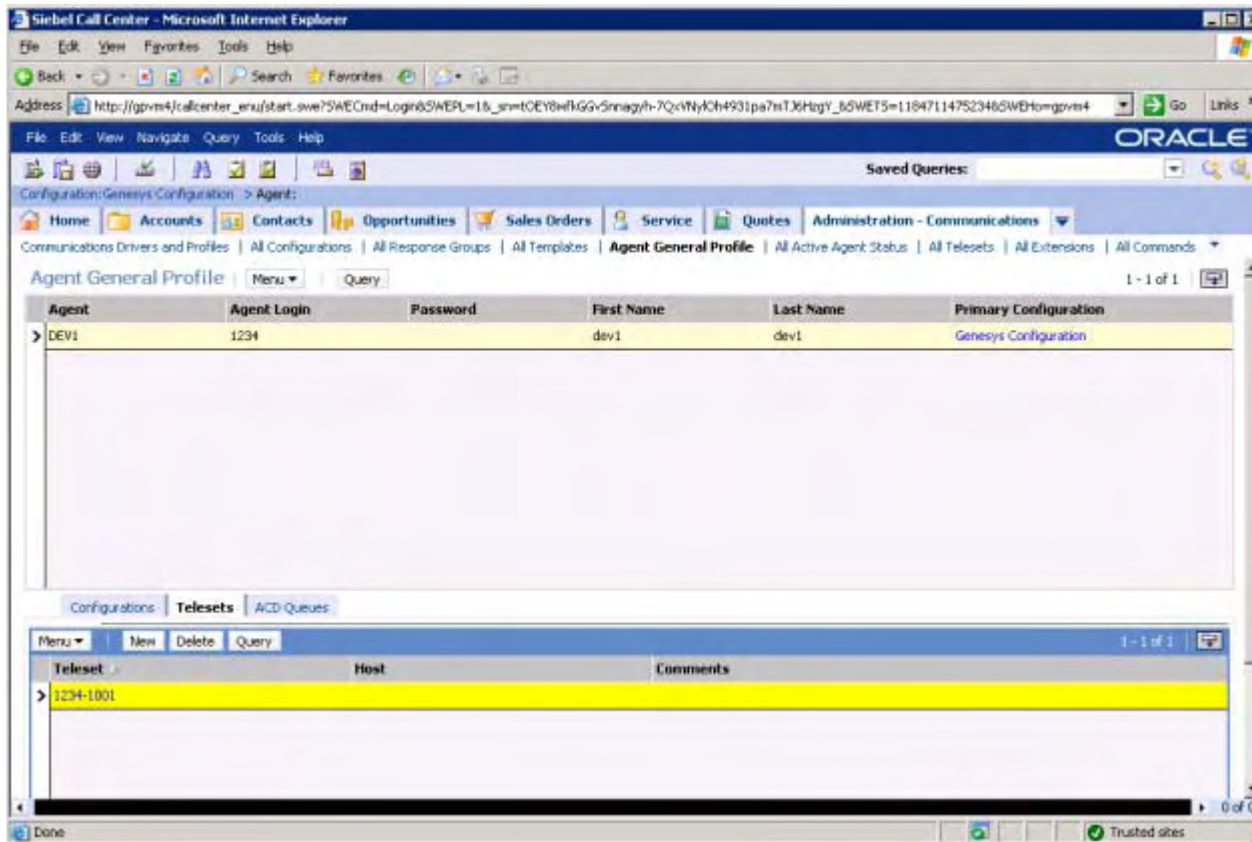 Siebel Call Center - Microsoft Internet Explorer
File Edit View Favorites Tools Help
Back Search Favorites
Address Go Links
File Edit View Navigate Query Tools Help ORACLE
Saved Queries:
Configuration:Genesys Configuration > Agent:
Home Accounts Contacts Opportunities Sales Orders Service Quotes Administration - Communications
Communications Drivers and Profiles | All Configurations | All Response Groups | All Templates | Agent General Profile | All Active Agent Status | All Telesets | All Extensions | All Commands
Agent General Profile Menu Query 1 - 1 of 1
Agent Agent Login Password First Name Last Name Primary Configuration
DEV1 1234 dev1 dev1 Genesys Configuration
Configurations Telesets ACD Queues
Menu New Delete Query 1 - 1 of 1
Teleset Host Comments
1234-1001
0 of 0
Done Trusted sites